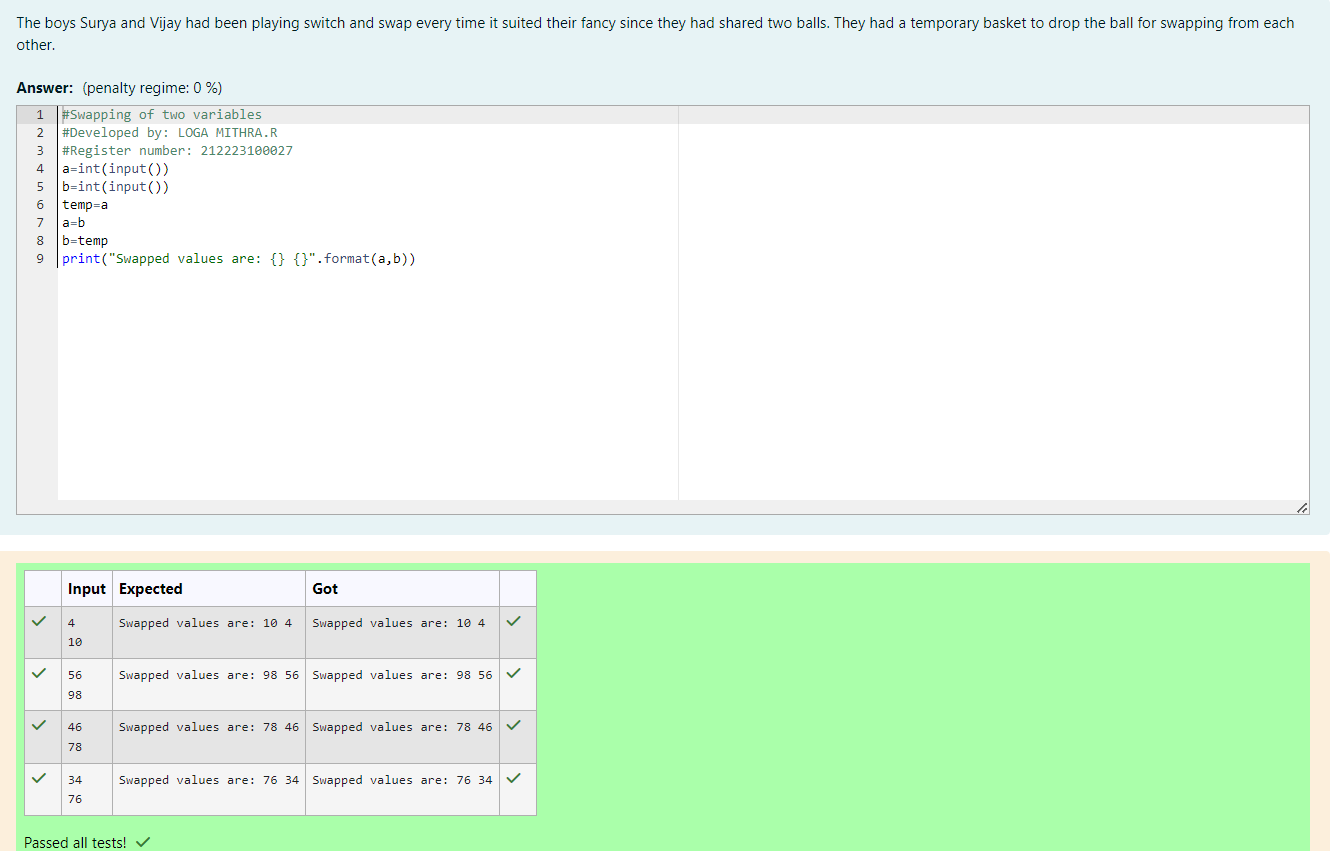 The boys Surya and Vijay had been playing switch and swap every time it suited their fancy since they had shared two balls. They had a temporary basket to drop the ball for swapping from each
other.
Answer: (penalty regime: 0 %)
1 #Swapping of two variables
2 #Developed by: LOGA MITHRA.R
3 #Register number: 212223100027
4 a=int(input())
5 b=int(input())
6 temp=a
7 a=b
8 b=temp
9 print("Swapped values are: {} {}".format(a,b))
Input Expected Got
4 Swapped values are: 10 4 Swapped values are: 10 4
10
56 Swapped values are: 98 56 Swapped values are: 98 56
98
46 Swapped values are: 78 46 Swapped values are: 78 46
78
34 Swapped values are: 76 34 Swapped values are: 76 34
76
Passed all tests!